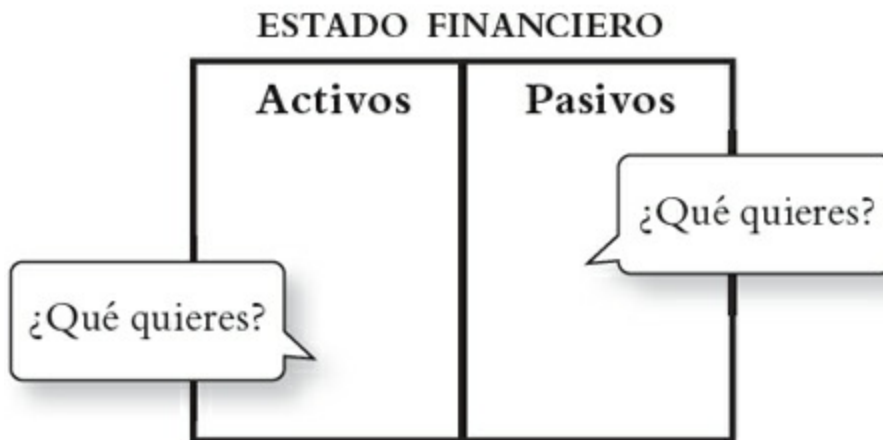 ESTADO FINANCIERO
Activos
Pasivos
¿Qué quieres?
¿Qué quieres?